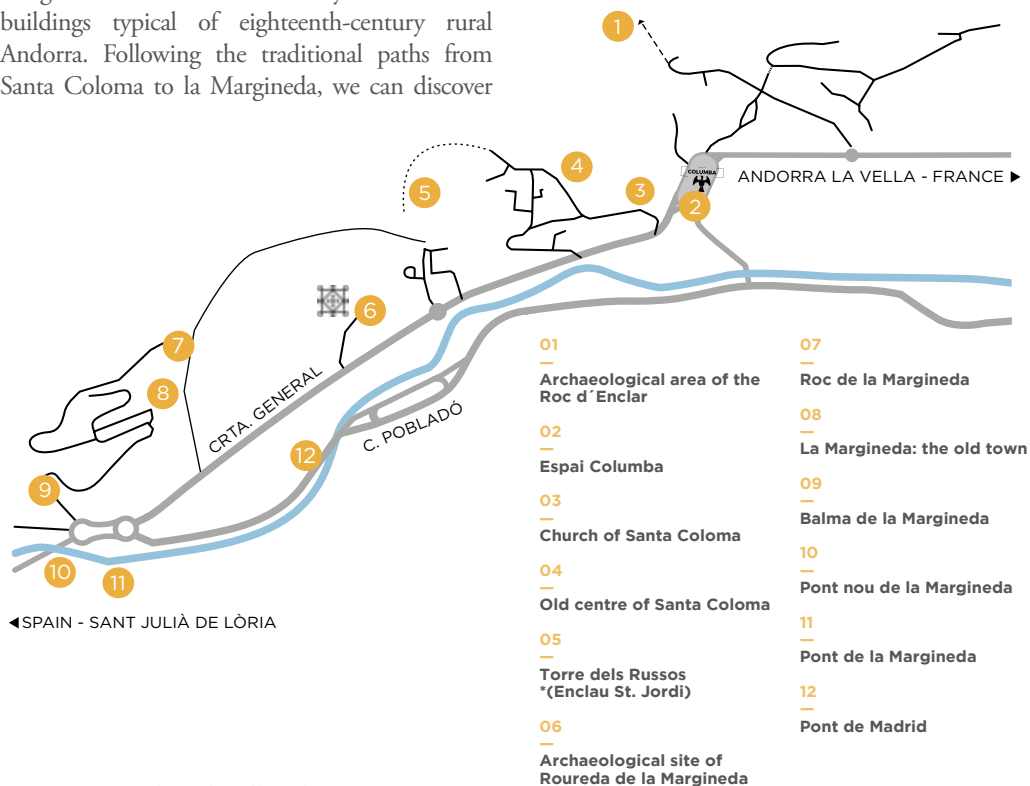 buildings typical of eighteenth-century rural
Andorra. Following the traditional paths from
Santa Coloma to la Margineda, we can discover
1
4
COLUMBA
ANDORRA LA VELLA - FRANCE ▶
5
3
2
6
7
8
CRTA. GENERAL
C. POBLADÓ
12
9
10
11
◀SPAIN - SANT JULIÀ DE LÒRIA
01
—
Archaeological area of the
Roc d´Enclar
02
—
Espai Columba
03
—
Church of Santa Coloma
04
—
Old centre of Santa Coloma
05
—
Torre dels Russos
*(Enclau St. Jordi)
06
—
Archaeological site of
Roureda de la Margineda
07
—
Roc de la Margineda
08
—
La Margineda: the old town
09
—
Balma de la Margineda
10
—
Pont nou de la Margineda
11
—
Pont de la Margineda
12
—
Pont de Madrid